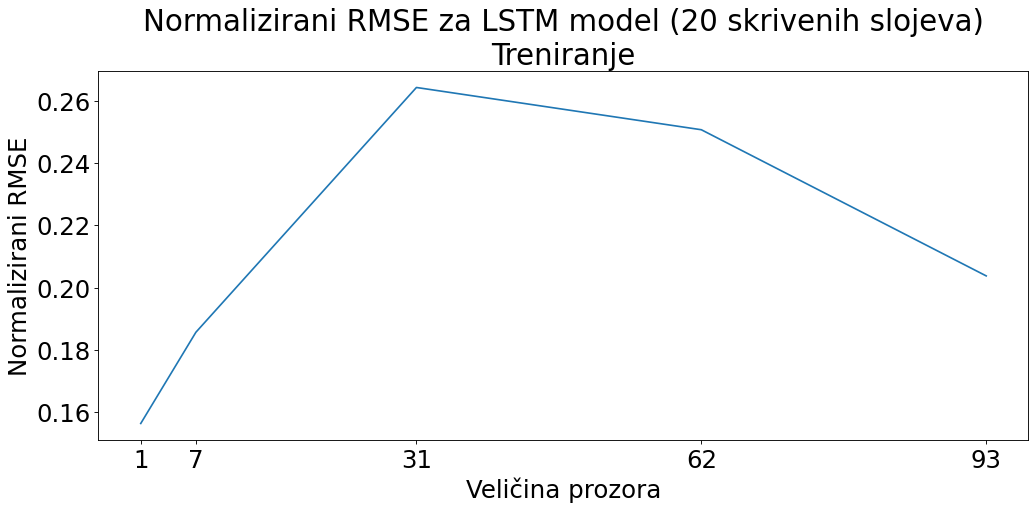 Normalizirani RMSE za LSTM model (20 skrivenih slojeva)
Treniranje
Normalizirani RMSE
0.26
0.24
0.22
0.20
0.18
0.16
1 7 31 62 93
Veličina prozora